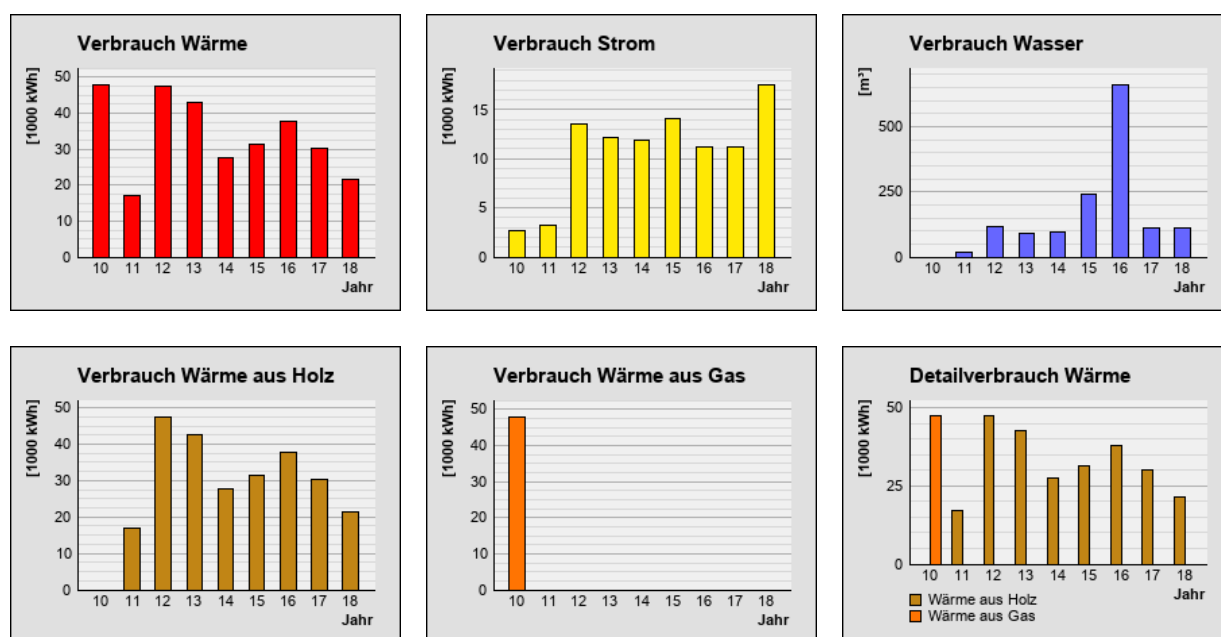 Verbrauch Wärme
[1000 kWh]
50
40
30
20
10
0
10 11 12 13 14 15 16 17 18
Jahr
Verbrauch Strom
[1000 kWh]
15
10
5
0
10 11 12 13 14 15 16 17 18
Jahr
Verbrauch Wasser
[m³]
500
250
0
10 11 12 13 14 15 16 17 18
Jahr
Verbrauch Wärme aus Holz
[1000 kWh]
50
40
30
20
10
0
10 11 12 13 14 15 16 17 18
Jahr
Verbrauch Wärme aus Gas
[1000 kWh]
50
40
30
20
10
0
10 11 12 13 14 15 16 17 18
Jahr
Detailverbrauch Wärme
[1000 kWh]
50
25
0
10 11 12 13 14 15 16 17 18
Jahr
Wärme aus Holz
Wärme aus Gas